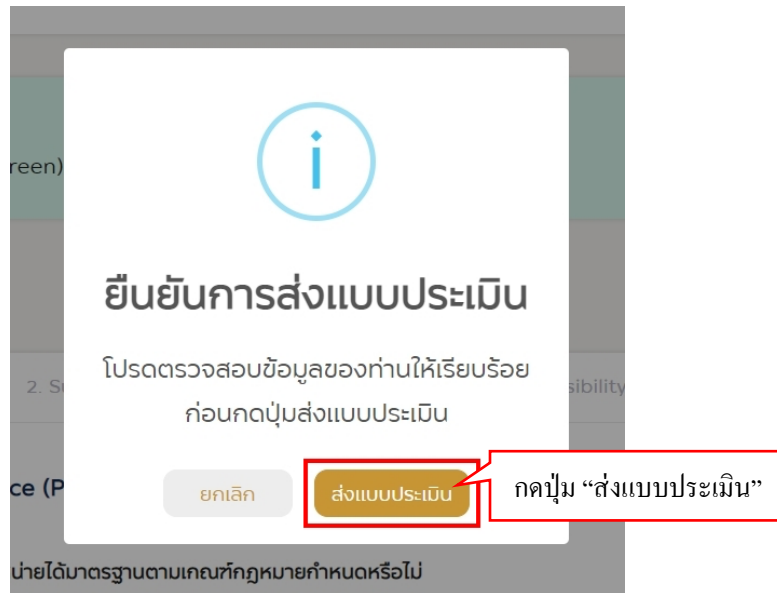 reen)
i
ยืนยันการส่งแบบประเมิน
โปรดตรวจสอบข้อมูลของท่านให้เรียบร้อย
ก่อนกดปุ่มส่งแบบประเมิน
2. S
sibility
ce (P
ยกเลิก
ส่งแบบประเมิน
กดปุ่ม “ส่งแบบประเมิน”
น่ายได้มาตรฐานตามเกณฑ์กฎหมายกำหนดหรือไม่